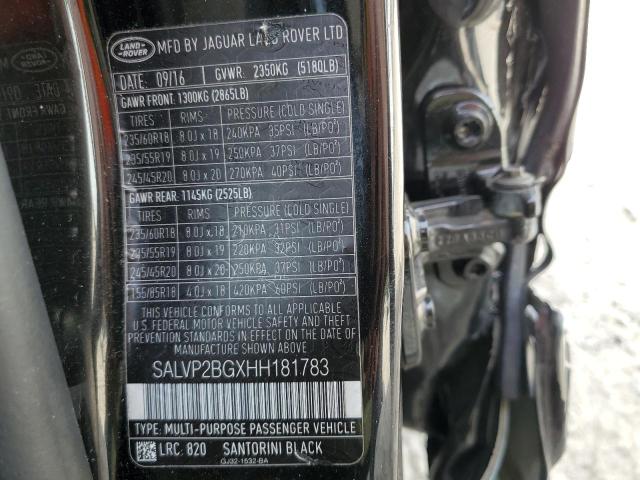 LAND-
ROVER
MFD BY JAGUAR LAND ROVER LTD
DATE 09/16 GVWR: 2350KG (5180LB)
GAWR FRONT: 1300KG (2865LB)
TIRES RIMS PRESSURE (COLD SINGLE)
235/60R18 8.0J x 18 240KPA 35PSI (LB/PO²)
235/55R19 8.0J x 19 250KPA 37PSI (LB/PO²)
245/45R20 8.0J x 20 270KPA 40PSI (LB/PO²)
GAWR REAR: 1145KG (2525LB)
TIRES RIMS PRESSURE (COLD SINGLE)
235/60R18 8.0J x 18 210KPA 31PSI (LB/PO²)
235/55R19 8.0J x 19 220KPA 32PSI (LB/PO²)
245/45R20 8.0J x 20 250KPA 37PSI (LB/PO²)
155/85R18 4.0J x 18 420KPA 60PSI (LB/PO²)
THIS VEHICLE CONFORMS TO ALL APPLICABLE
U.S. FEDERAL MOTOR VEHICLE SAFETY AND THEFT
PREVENTION STANDARDS IN EFFECT ON THE DATE
OF MANUFACTURE SHOWN ABOVE.
SALVP2BGXHH181783
TYPE: MULTI-PURPOSE PASSENGER VEHICLE
LRC: 820 SANTORINI BLACK
GJ32-1532-BA